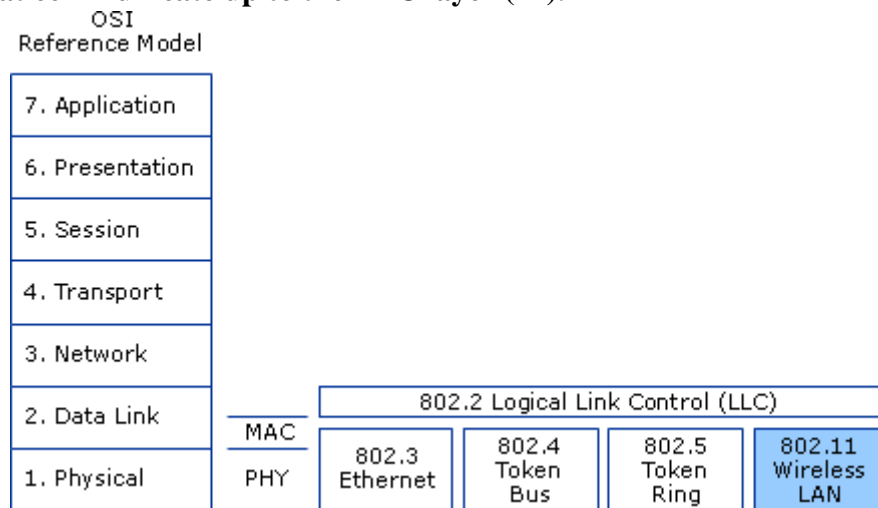 OSI
Reference Model
7. Application
6. Presentation
5. Session
4. Transport
3. Network
2. Data Link
1. Physical
MAC
PHY
802.2 Logical Link Control (LLC)
802.3
Ethernet
802.4
Token
Bus
802.5
Token
Ring
802.11
Wireless
LAN